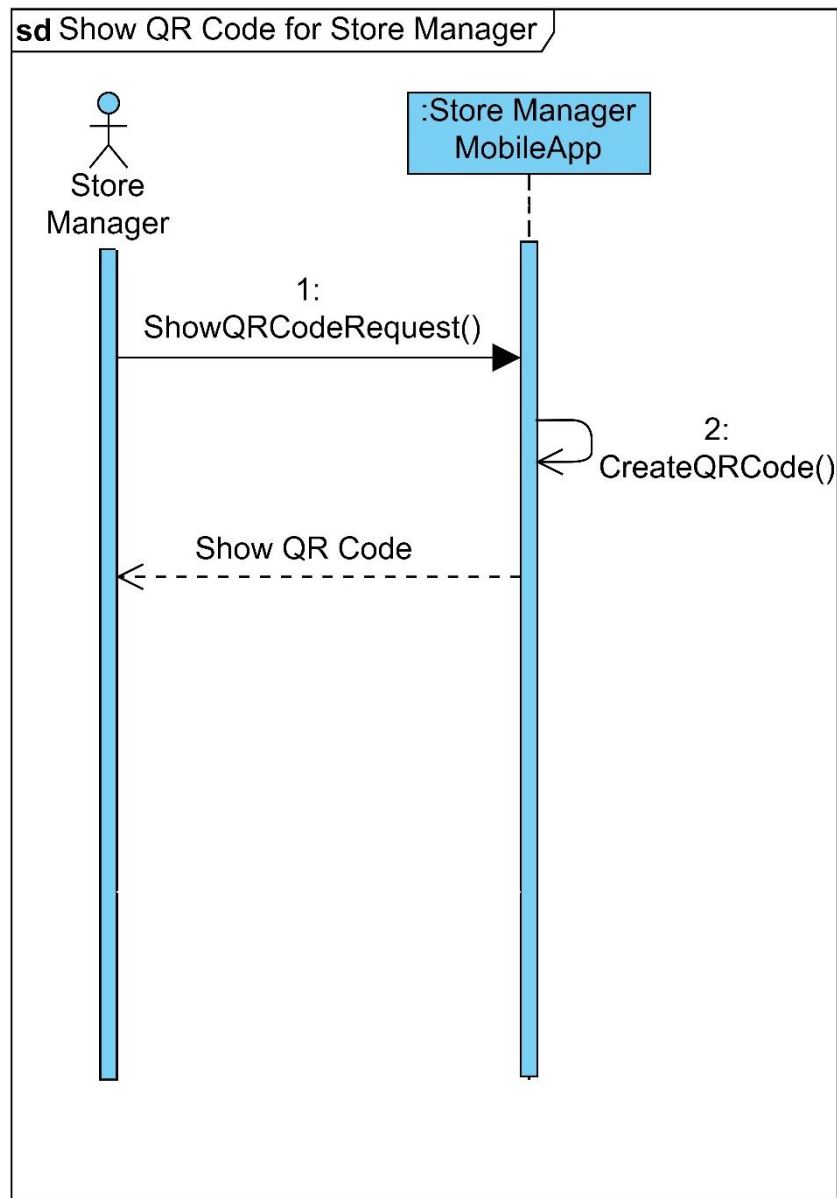 sd Show QR Code for Store Manager
:Store Manager
MobileApp
Store
Manager
1:
ShowQRCodeRequest()
2:
CreateQRCode()
Show QR Code